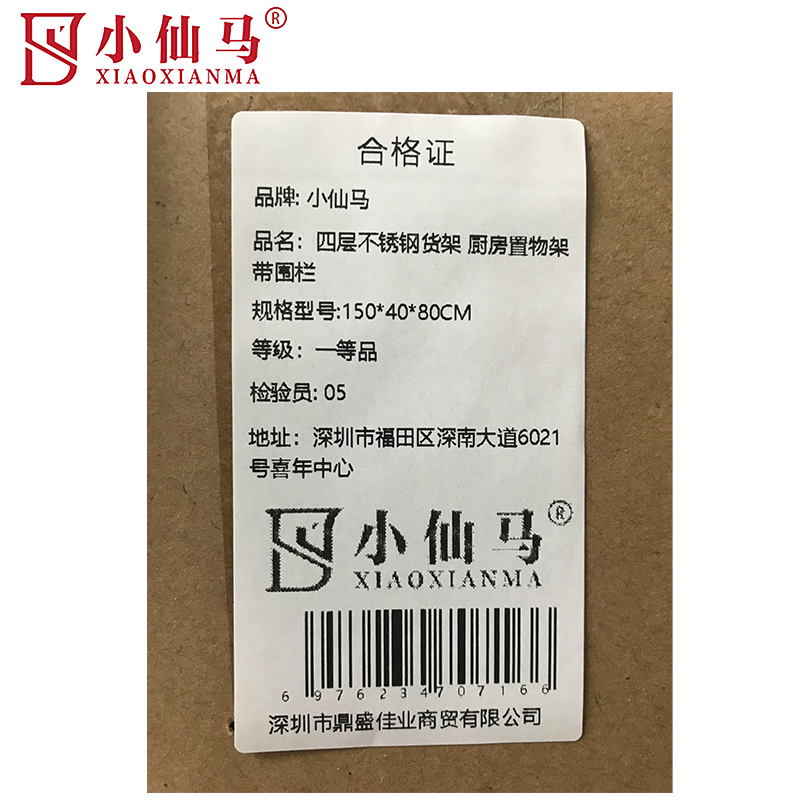 小仙马®
XIAOXIANMA
合格证
品牌: 小仙马
品名：四层不锈钢货架 厨房置物架
带围栏
规格型号:150*40*80CM
等级：一等品
检验员: 05
地址：深圳市福田区深南大道6021
号喜年中心
小仙马®
XIAOXIANMA
6976234707166
深圳市鼎盛佳业商贸有限公司